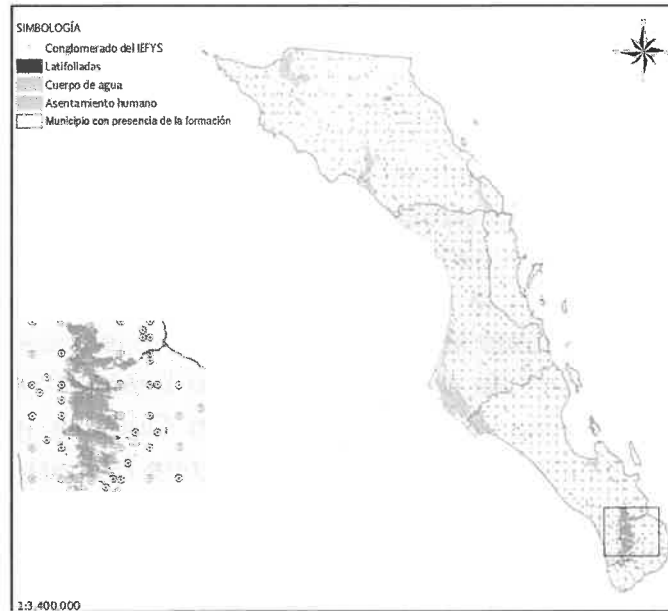 SIMBOLOGÍA
Conglomerado del IEFYS
Latifoliadas
Cuerpo de agua
Asentamiento humano
Municipio con presencia de la formación
1:3,400,000